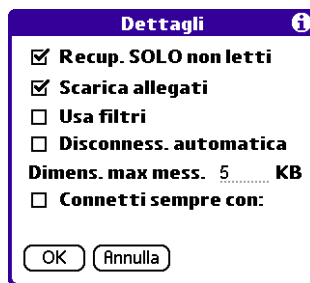 Dettagli
Recup. SOLO non letti
Scarica allegati
Usa filtri
Disconness. automatica
Dimens. max mess. 5 KB
Connetti sempre con:
OK Annulla